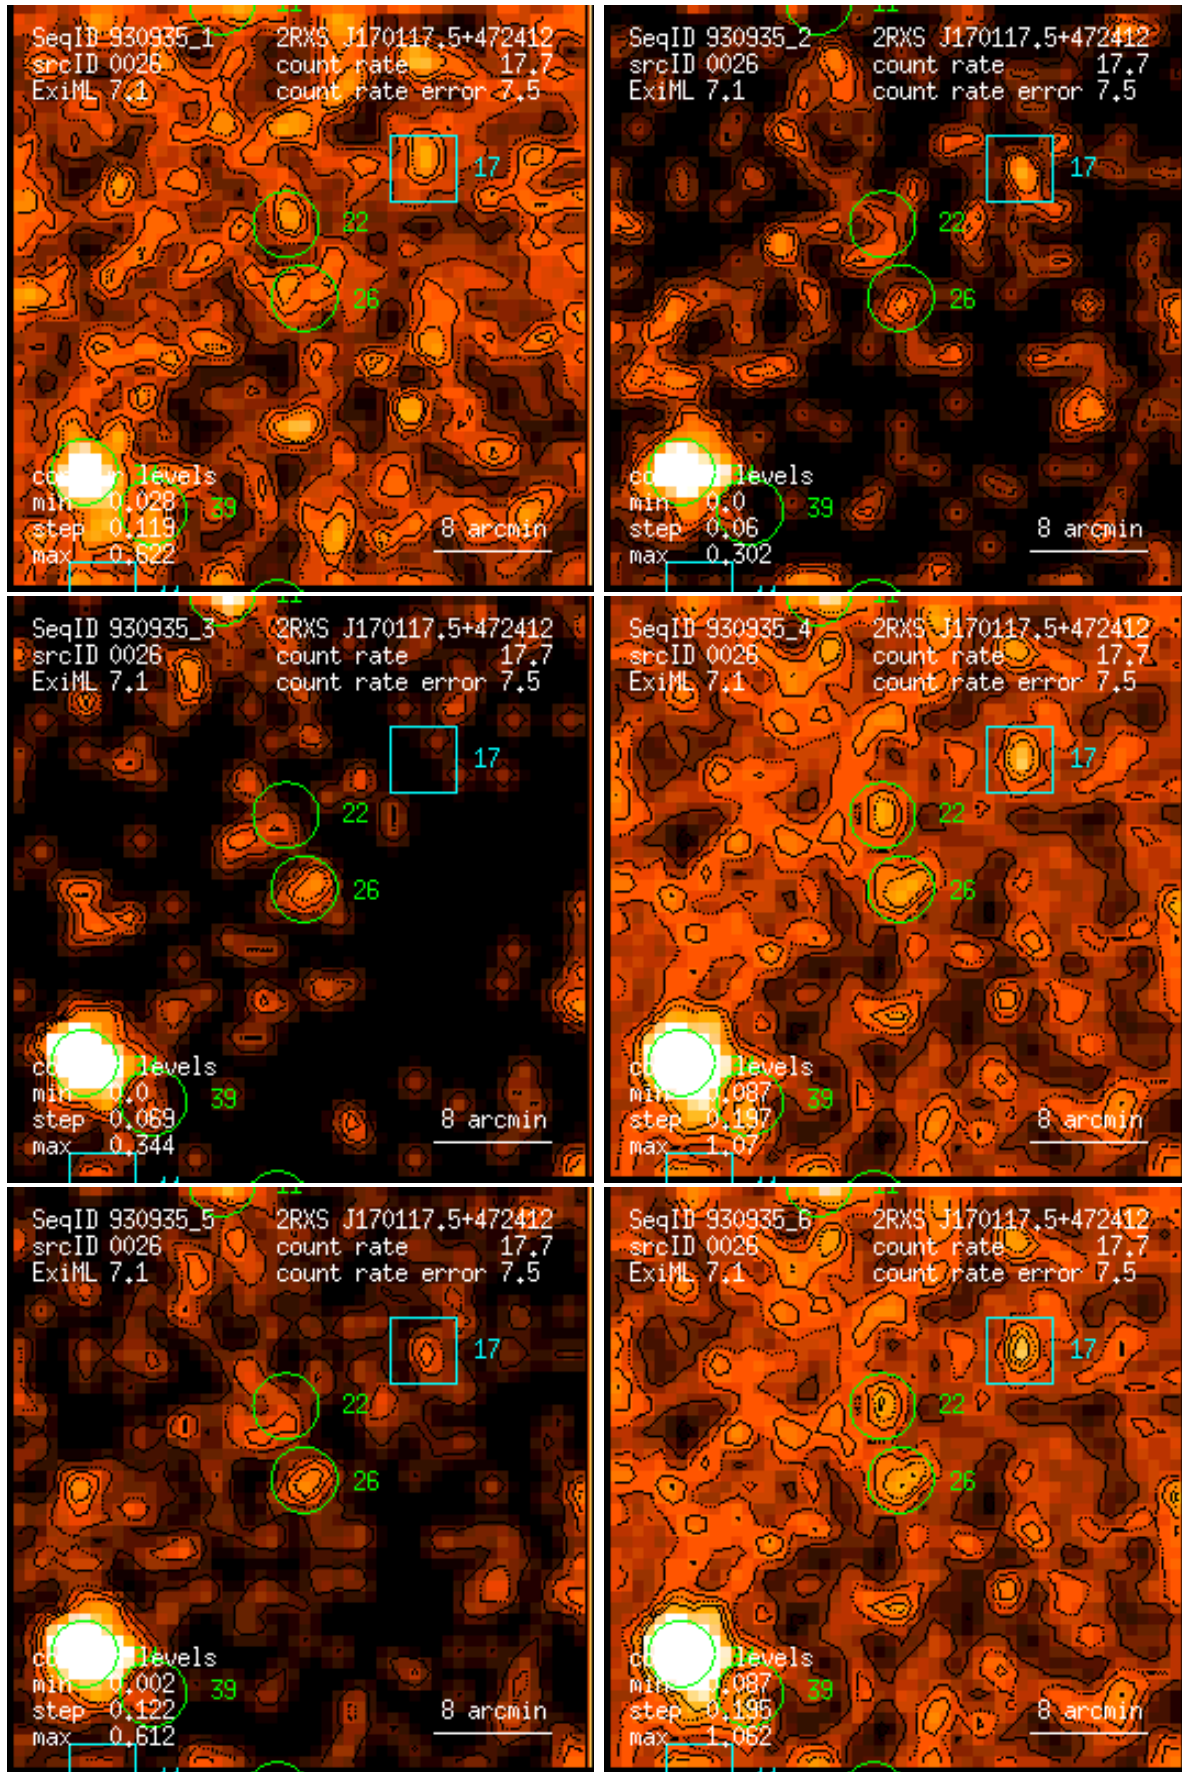 11
SeqID 930935_1 2RXS J170117.5+472412
srcID 0026 count rate 17.7
ExiML 7.1 count rate error 7.5
17
22
26
levels
min 0.028
39
step 0.119
8 arcmin
max 0.622
11
SeqID 930935_2 2RXS J170117.5+472412
srcID 0026 count rate 17.7
ExiML 7.1 count rate error 7.5
17
22
26
levels
min 0.0
39
step 0.06
8 arcmin
max 0.302
11
SeqID 930935_3 2RXS J170117.5+472412
srcID 0026 count rate 17.7
ExiML 7.1 count rate error 7.5
17
22
26
levels
min 0.0
39
step 0.069
8 arcmin
max 0.344
11
SeqID 930935_4 2RXS J170117.5+472412
srcID 0026 count rate 17.7
ExiML 7.1 count rate error 7.5
17
22
26
levels
min 0.087
39
step 0.197
8 arcmin
max 1.07
11
SeqID 930935_5 2RXS J170117.5+472412
srcID 0026 count rate 17.7
ExiML 7.1 count rate error 7.5
17
22
26
levels
min 0.002
39
step 0.122
8 arcmin
max 0.612
11
SeqID 930935_6 2RXS J170117.5+472412
srcID 0026 count rate 17.7
ExiML 7.1 count rate error 7.5
17
22
26
levels
min 0.087
39
step 0.195
8 arcmin
max 1.062